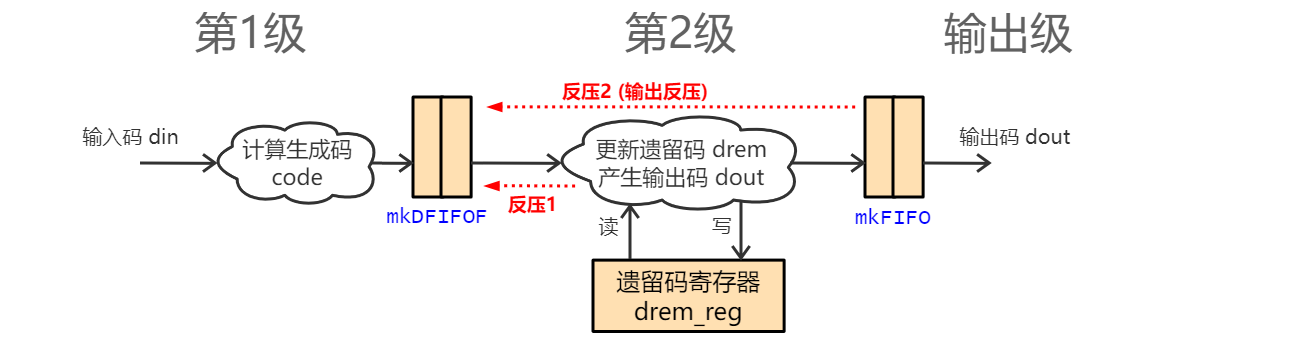 第1级
第2级
输出级
反压2 (输出反压)
输入码 din
计算生成码
code
更新遗留码 drem
产生输出码 dout
输出码 dout
反压1
mkDFIFOF
mkFIFO
读
写
遗留码寄存器
drem_reg